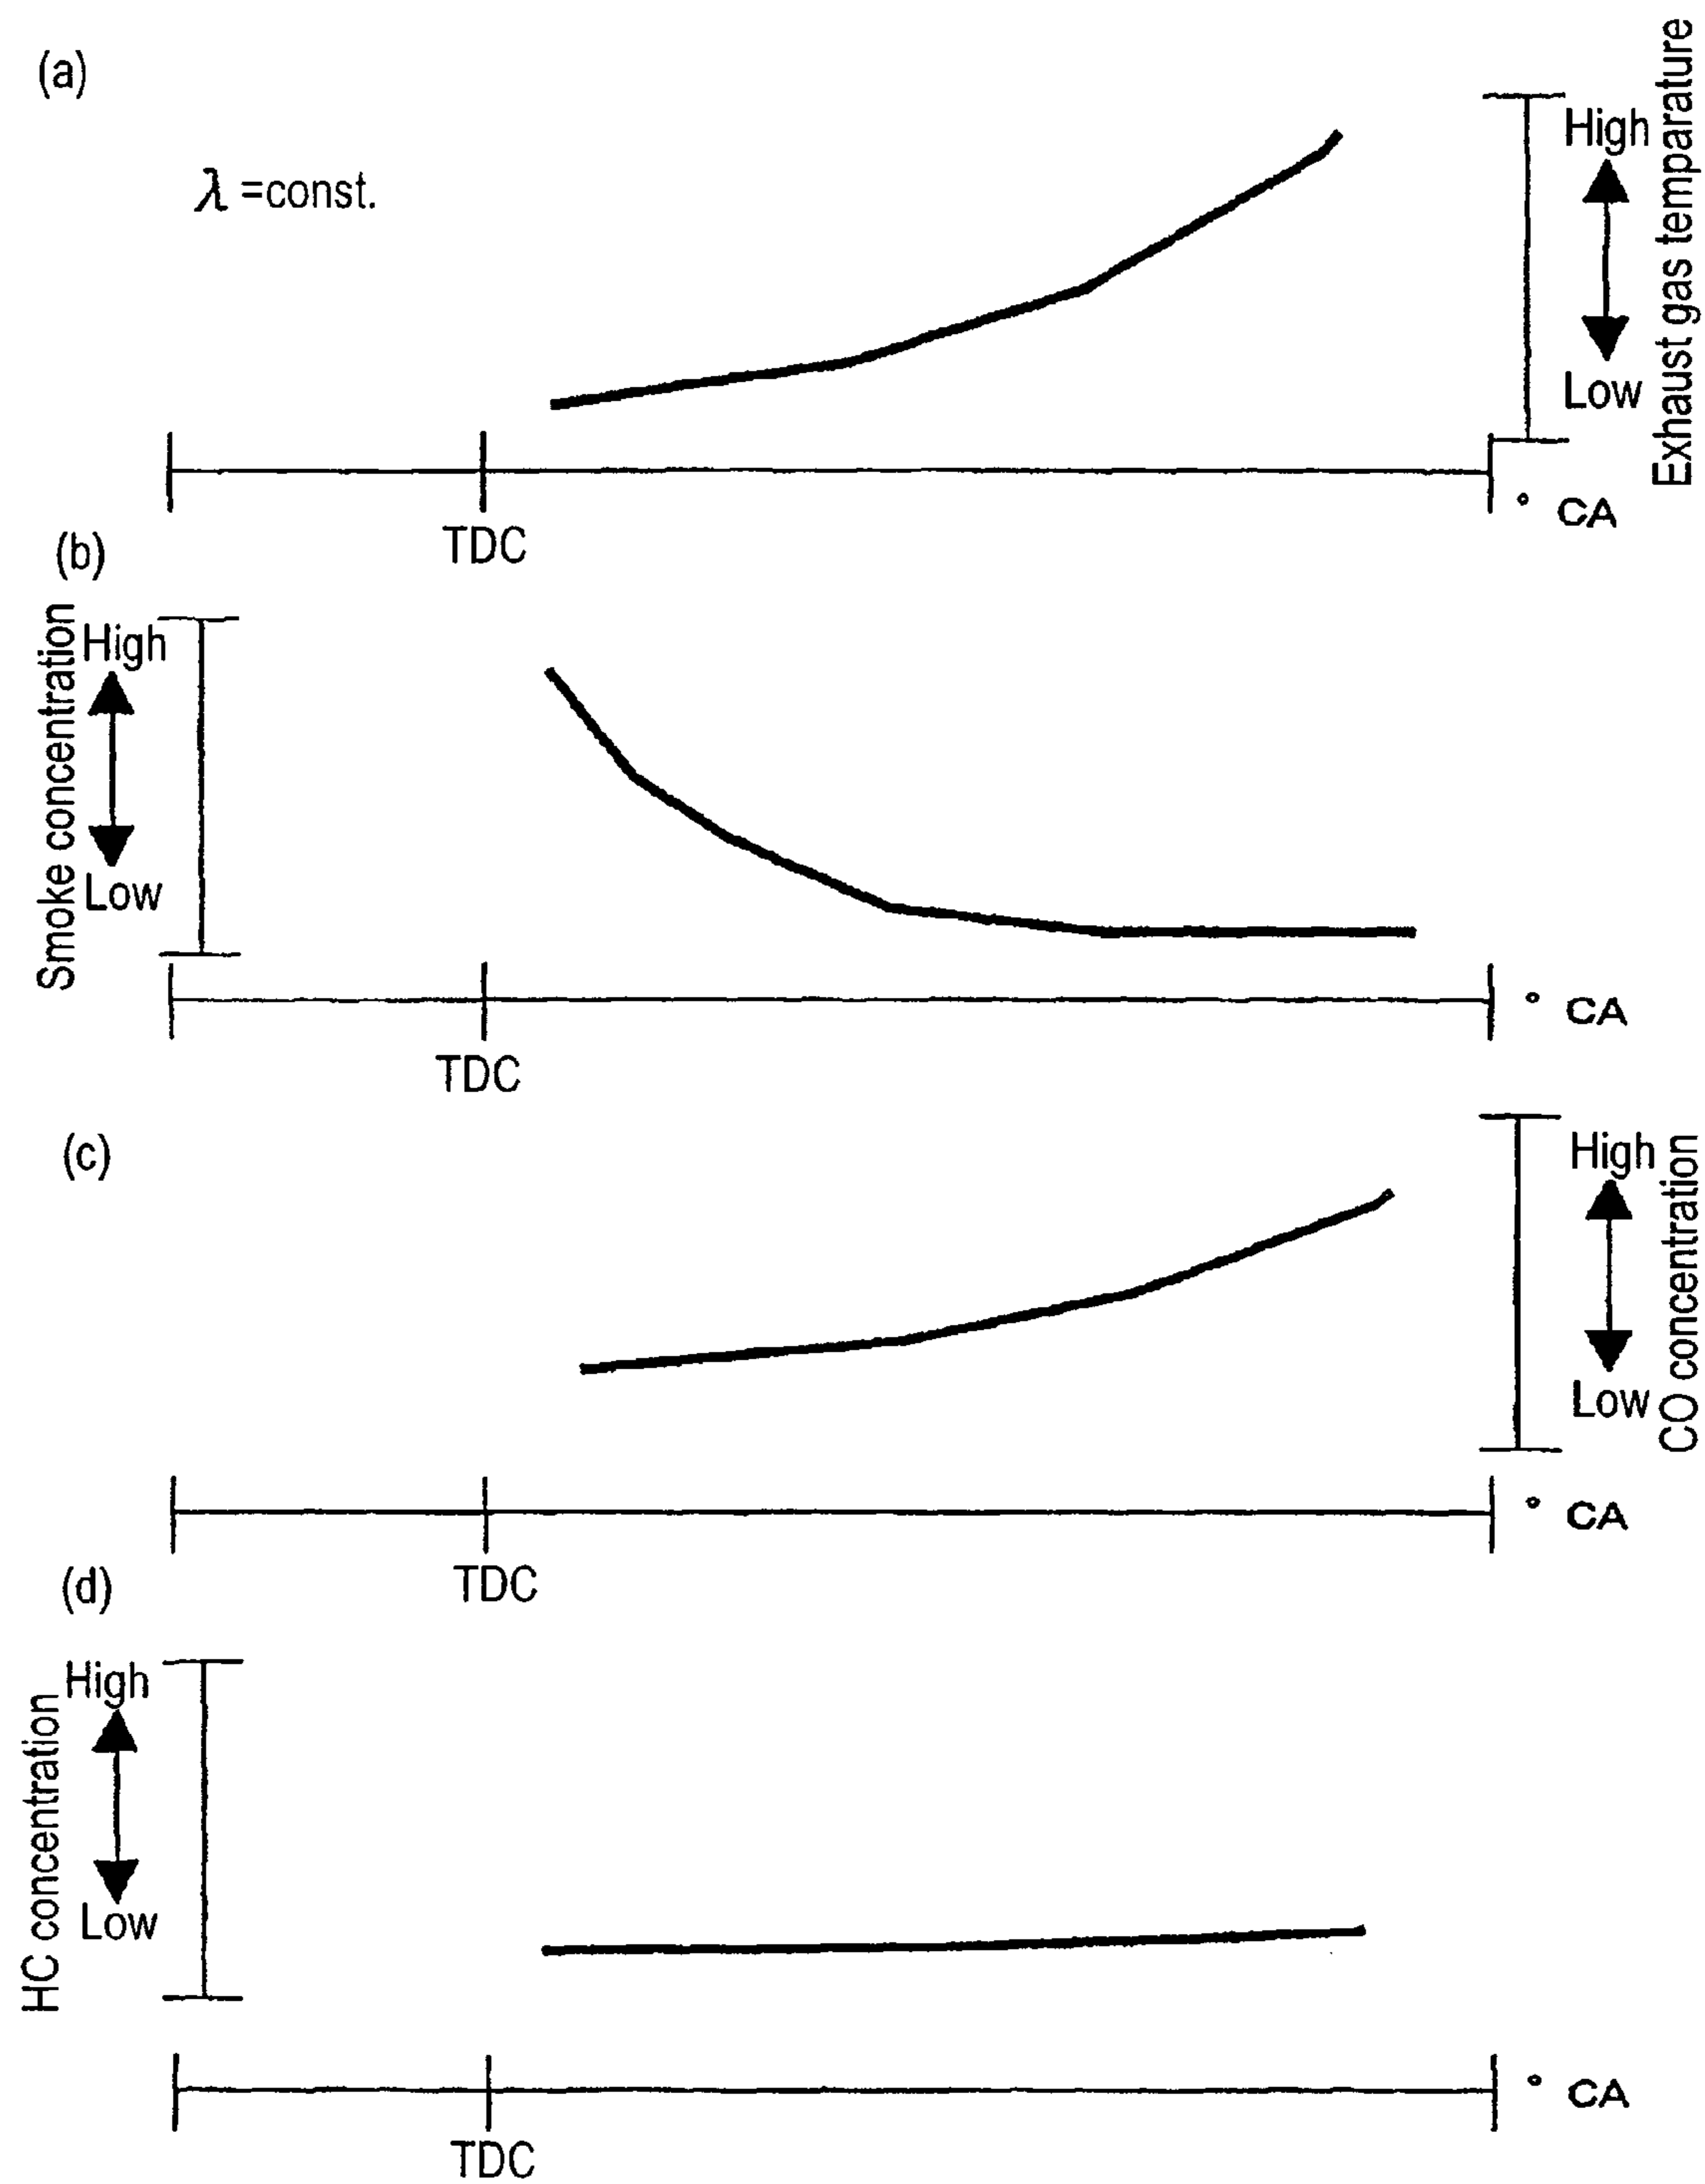 (a)
λ =const.
High
Low
Exhaust gas temparature
TDC
° CA
(b)
Smoke concentration
High
Low
TDC
° CA
(c)
High
Low
CO concentration
TDC
° CA
(d)
HC concentration
High
Low
TDC
° CA